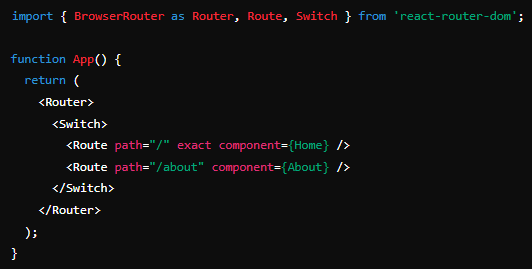 import { BrowserRouter as Router, Route, Switch } from 'react-router-dom';
function App() {
  return (
    <Router>
      <Switch>
        <Route path="/" exact component={Home} />
        <Route path="/about" component={About} />
      </Switch>
    </Router>
  );
}